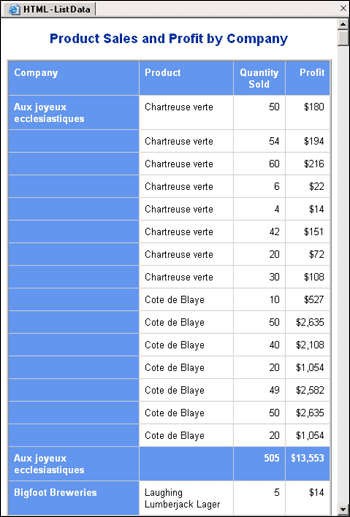 HTML - List Data
Product Sales and Profit by Company
Company Product Quantity Sold Profit
Aux joyeux ecclesiastiques Chartreuse verte 50 $180
Chartreuse verte 54 $194
Chartreuse verte 60 $216
Chartreuse verte 6 $22
Chartreuse verte 4 $14
Chartreuse verte 42 $151
Chartreuse verte 20 $72
Chartreuse verte 30 $108
Cote de Blaye 10 $527
Cote de Blaye 50 $2,635
Cote de Blaye 40 $2,108
Cote de Blaye 20 $1,054
Cote de Blaye 49 $2,582
Cote de Blaye 50 $2,635
Cote de Blaye 20 $1,054
Aux joyeux ecclesiastiques 505 $13,553
Bigfoot Breweries Laughing Lumberjack Lager 5 $14